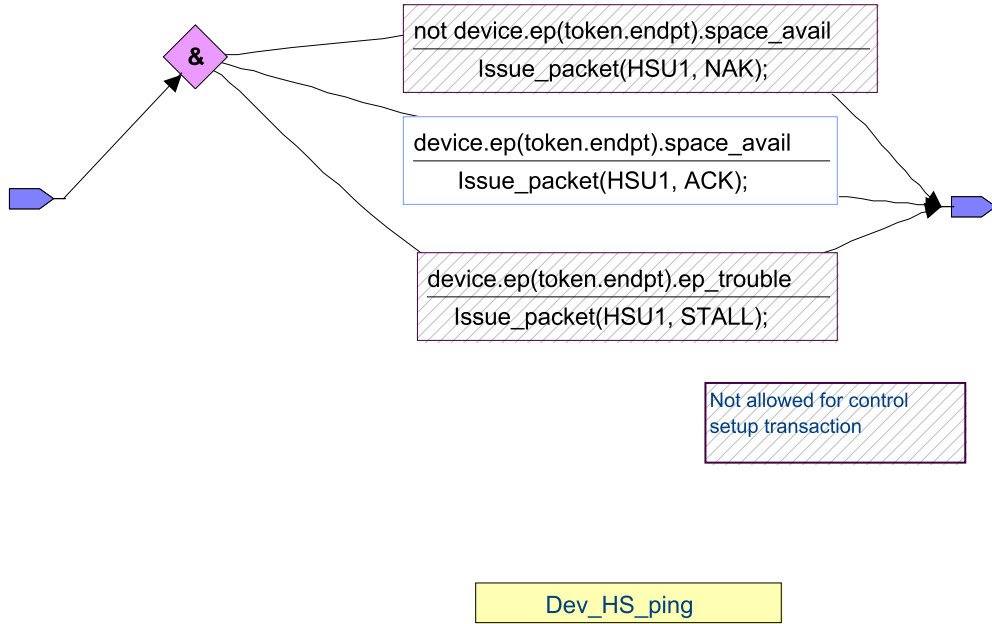 &
not device.ep(token.endpt).space_avail
Issue_packet(HSU1, NAK);
device.ep(token.endpt).space_avail
Issue_packet(HSU1, ACK);
device.ep(token.endpt).ep_trouble
Issue_packet(HSU1, STALL);
Not allowed for control
setup transaction
Dev_HS_ping